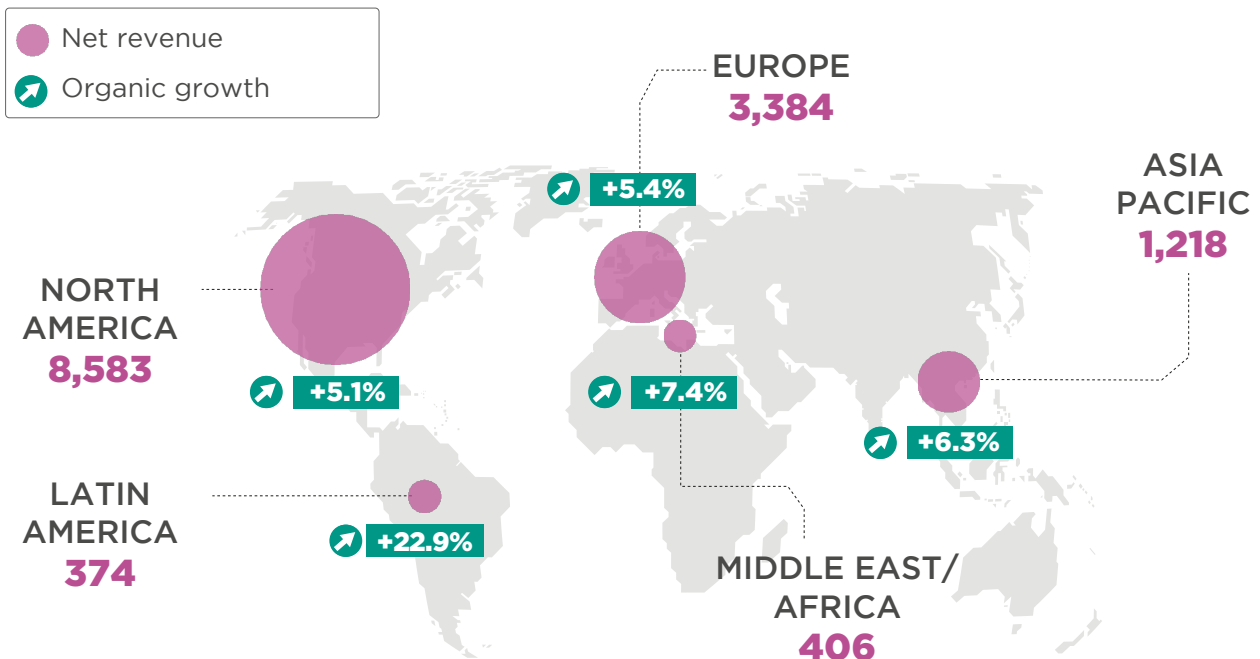 Net revenue
Organic growth
EUROPE
3,384
+5.4%
ASIA
PACIFIC
1,218
NORTH
AMERICA
8,583
+5.1%
+7.4%
+6.3%
LATIN
AMERICA
374
+22.9%
MIDDLE EAST/
AFRICA
406